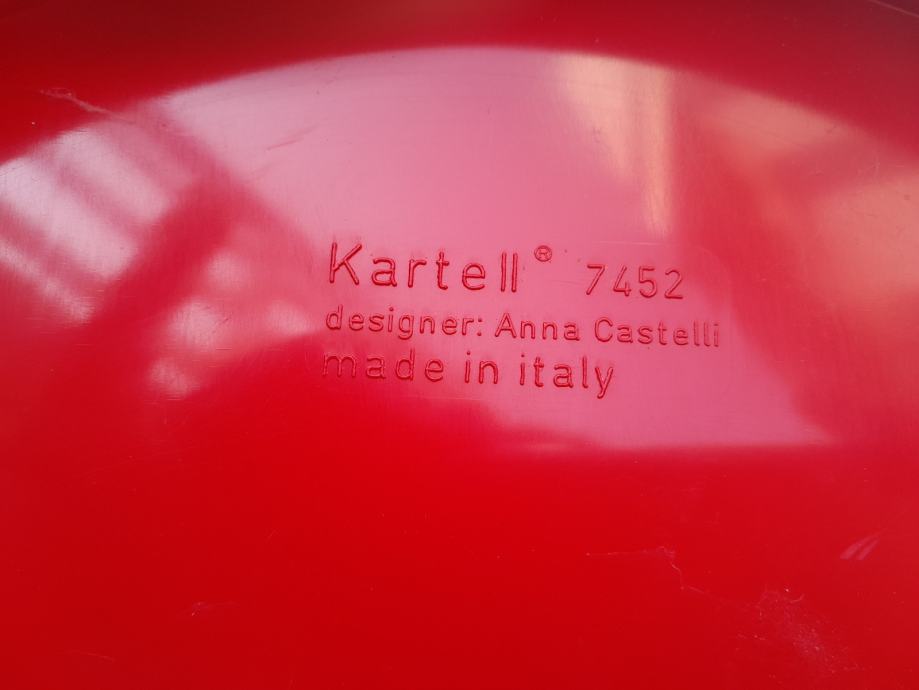 Kartell® 7452
designer: Anna Castelli
made in italy